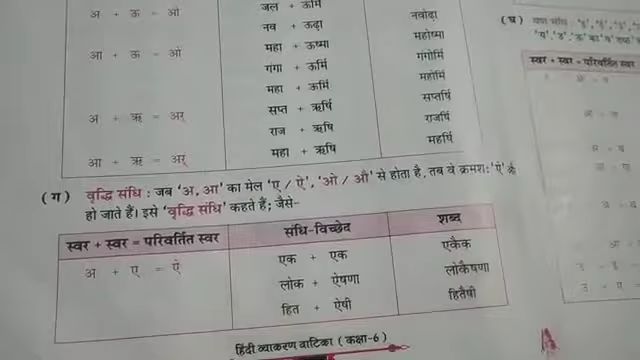 अ + ऊ = ओ जल + ऊर्मि
नव + ऊढ़ा नवोढ़ा
आ + ऊ = ओ महा + ऊष्मा महोष्मा
गंगा + ऊर्मि गंगोर्मि
महा + ऊर्मि महोर्मि
अ + ऋ = अर् सप्त + ऋषि सप्तर्षि
राज + ऋषि राजर्षि
आ + ऋ = अर् महा + ऋषि महर्षि
(ग) वृद्धि संधि : जब 'अ, आ' का मेल 'ए / ऐ', 'ओ / औ' से होता है, तब वे क्रमशः 'ऐ'
हो जाते हैं। इसे 'वृद्धि संधि' कहते हैं; जैसे-
स्वर + स्वर = परिवर्तित स्वर संधि-विच्छेद शब्द
अ + ए = ऐ एक + एक एकैक
लोक + ऐषणा लोकैषणा
हित + ऐषी हितैषी
हिंदी व्याकरण वाटिका (कक्षा-6)
(घ)
स्वर + स्वर = परिवर्तित स्वर